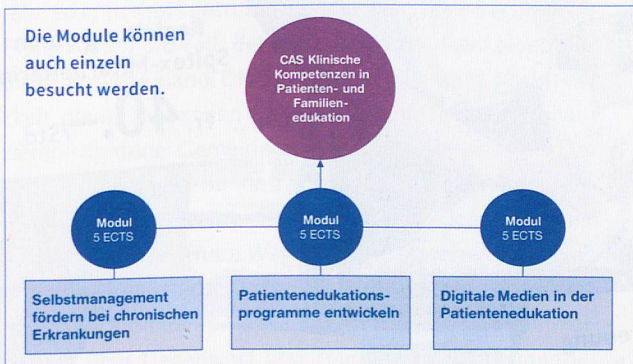 Die Module können
auch einzeln
besucht werden.
CAS Klinische
Kompetenzen in
Patienten- und
Familien-
edukation
Modul
5 ECTS
Modul
5 ECTS
Modul
5 ECTS
Selbstmanagement
fördern bei chronischen
Erkrankungen
Patientenedukations-
programme entwickeln
Digitale Medien in der
Patientenedukation